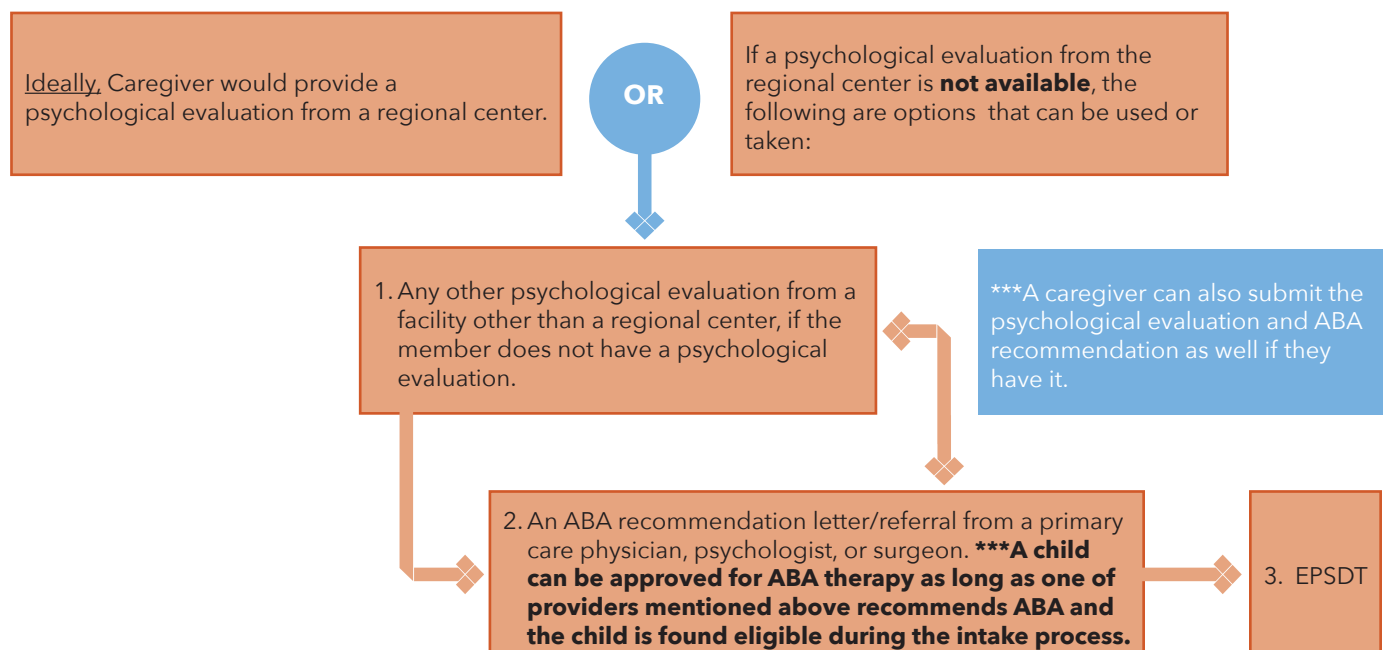 Ideally, Caregiver would provide a
psychological evaluation from a regional center.
OR
If a psychological evaluation from the
regional center is not available, the
following are options that can be used or
taken:
1. Any other psychological evaluation from a
facility other than a regional center, if the
member does not have a psychological
evaluation.
***A caregiver can also submit the
psychological evaluation and ABA
recommendation as well if they
have it.
2. An ABA recommendation letter/referral from a primary
care physician, psychologist, or surgeon. ***A child
can be approved for ABA therapy as long as one of
providers mentioned above recommends ABA and
the child is found eligible during the intake process.
3. EPSDT